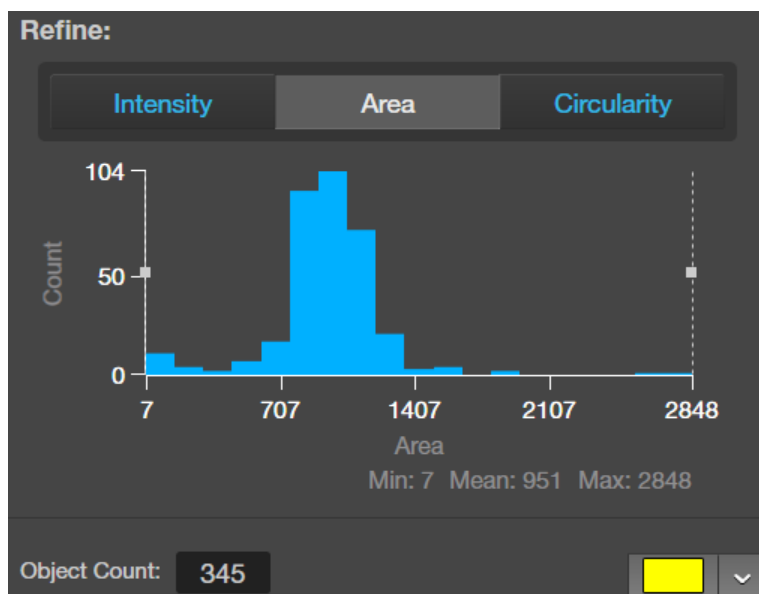 Refine:
Intensity Area Circularity
104
50
0
Count
7 707 1407 2107 2848
Area
Min: 7 Mean: 951 Max: 2848
Object Count: 345